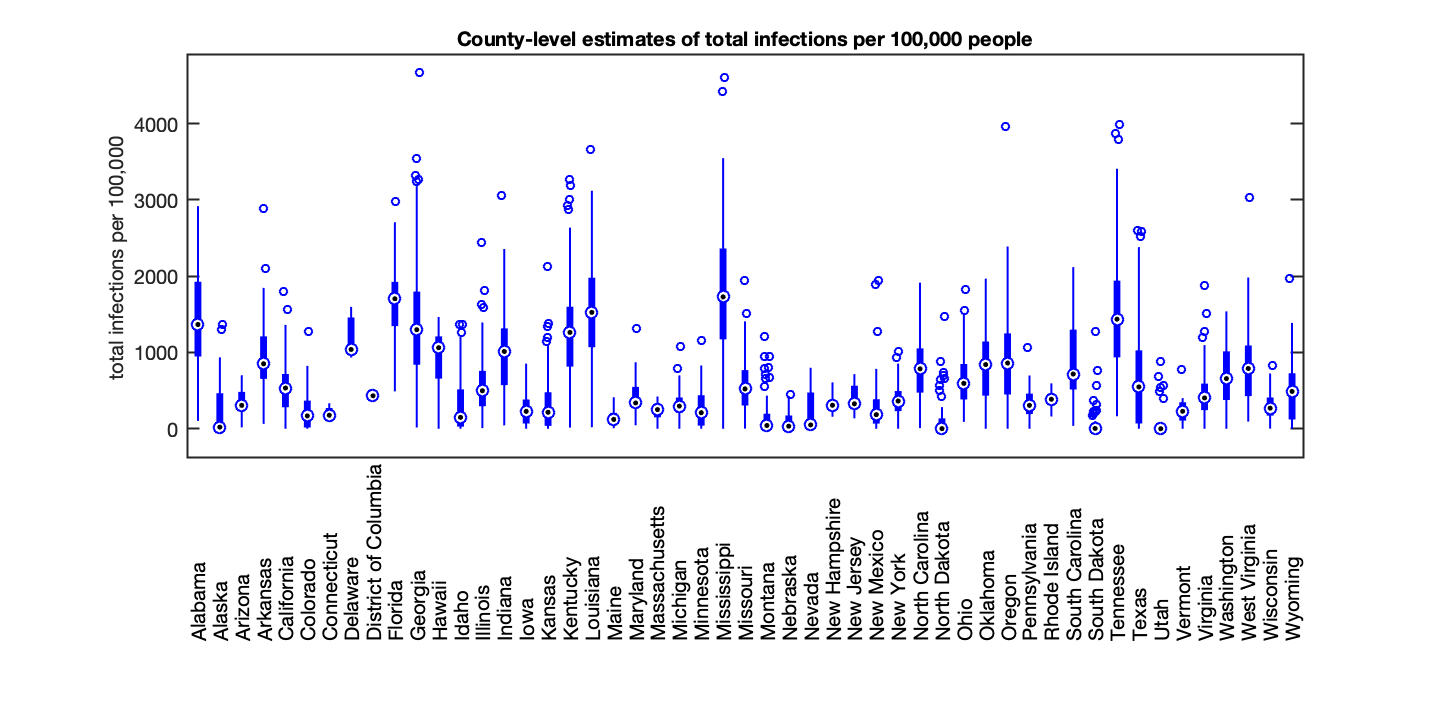 County-level estimates of total infections per 100,000 people
total infections per 100,000
4000
3000
2000
1000
0
Alabama
Alaska
Arizona
Arkansas
California
Colorado
Connecticut
Delaware
District of Columbia
Florida
Georgia
Hawaii
Idaho
Illinois
Indiana
Iowa
Kansas
Kentucky
Louisiana
Maine
Maryland
Massachusetts
Michigan
Minnesota
Mississippi
Missouri
Montana
Nebraska
Nevada
New Hampshire
New Jersey
New Mexico
New York
North Carolina
North Dakota
Ohio
Oklahoma
Oregon
Pennsylvania
Rhode Island
South Carolina
South Dakota
Tennessee
Texas
Utah
Vermont
Virginia
Washington
West Virginia
Wisconsin
Wyoming